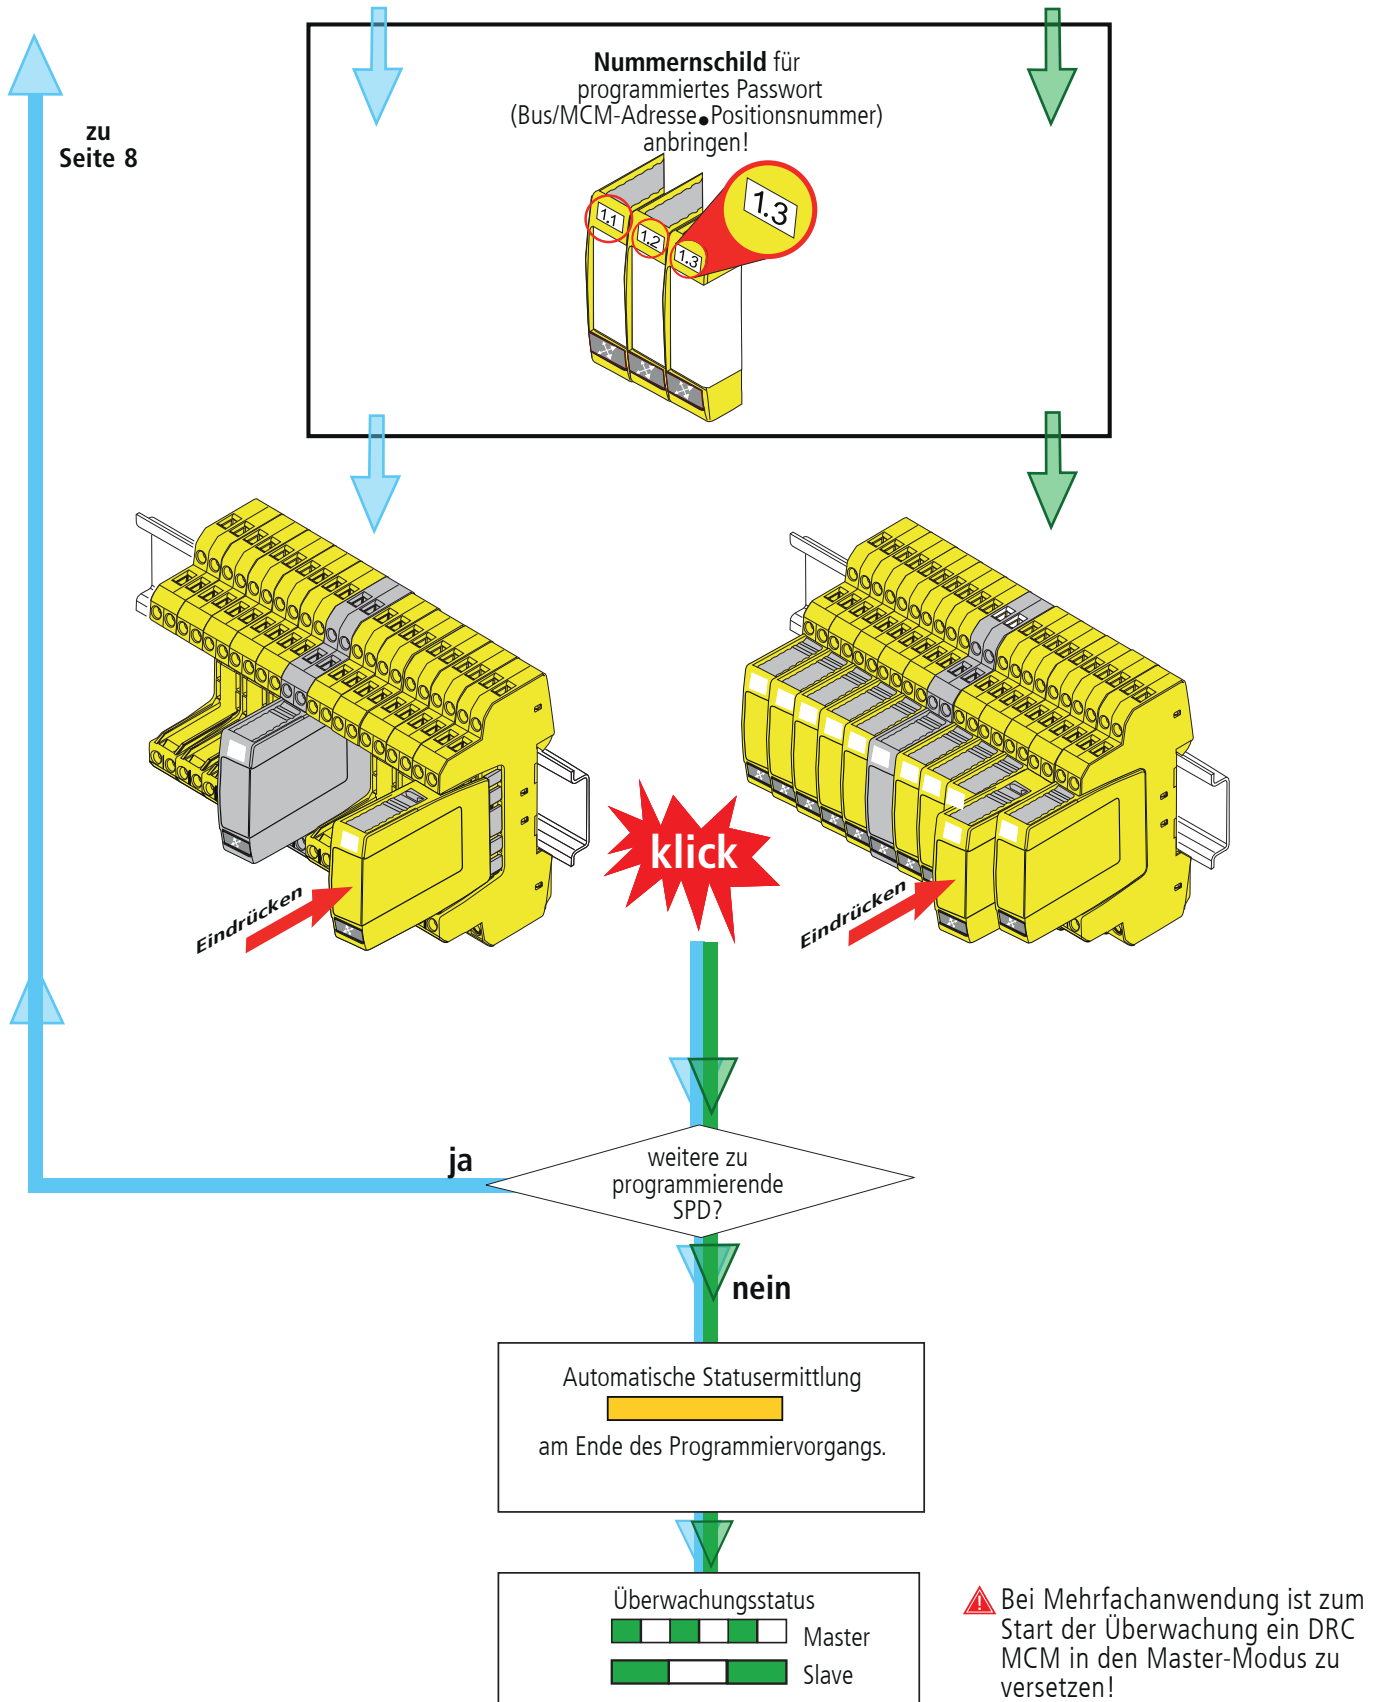 zu
Seite 8
Nummernschild für
programmiertes Passwort
(Bus/MCM-Adresse●Positionsnummer)
anbringen!
1.1
1.2
1.3
1.3
klick
Eindrücken
Eindrücken
ja
weitere zu
programmierende
SPD?
nein
Automatische Statusermittlung
am Ende des Programmiervorgangs.
Überwachungsstatus
Master
Slave
Bei Mehrfachanwendung ist zum
Start der Überwachung ein DRC
MCM in den Master-Modus zu
versetzen!